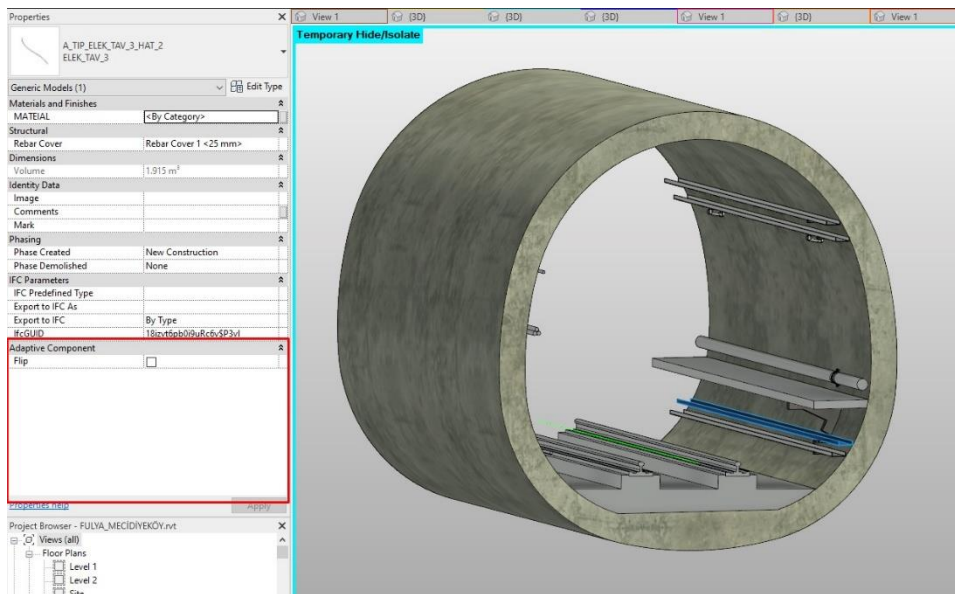 Properties
View 1
{3D}
{3D}
{3D}
View 1
{3D}
View 1
A_TIP_ELEK_TAV_3_HAT_2
ELEK_TAV_3
Temporary Hide/Isolate
Generic Models (1)
Edit Type
Materials and Finishes
MATEIAL <By Category>
Structural
Rebar Cover Rebar Cover 1 <25 mm>
Dimensions
Volume 1.915 m³
Identity Data
Image
Comments
Mark
Phasing
Phase Created New Construction
Phase Demolished None
IFC Parameters
IFC Predefined Type
Export to IFC As
Export to IFC By Type
IfcGUID
Adaptive Component
Flip
Properties help Apply
Project Browser - FULYA_MECİDİYEKÖY.rvt
Views (all)
Floor Plans
Level 1
Level 2
Site